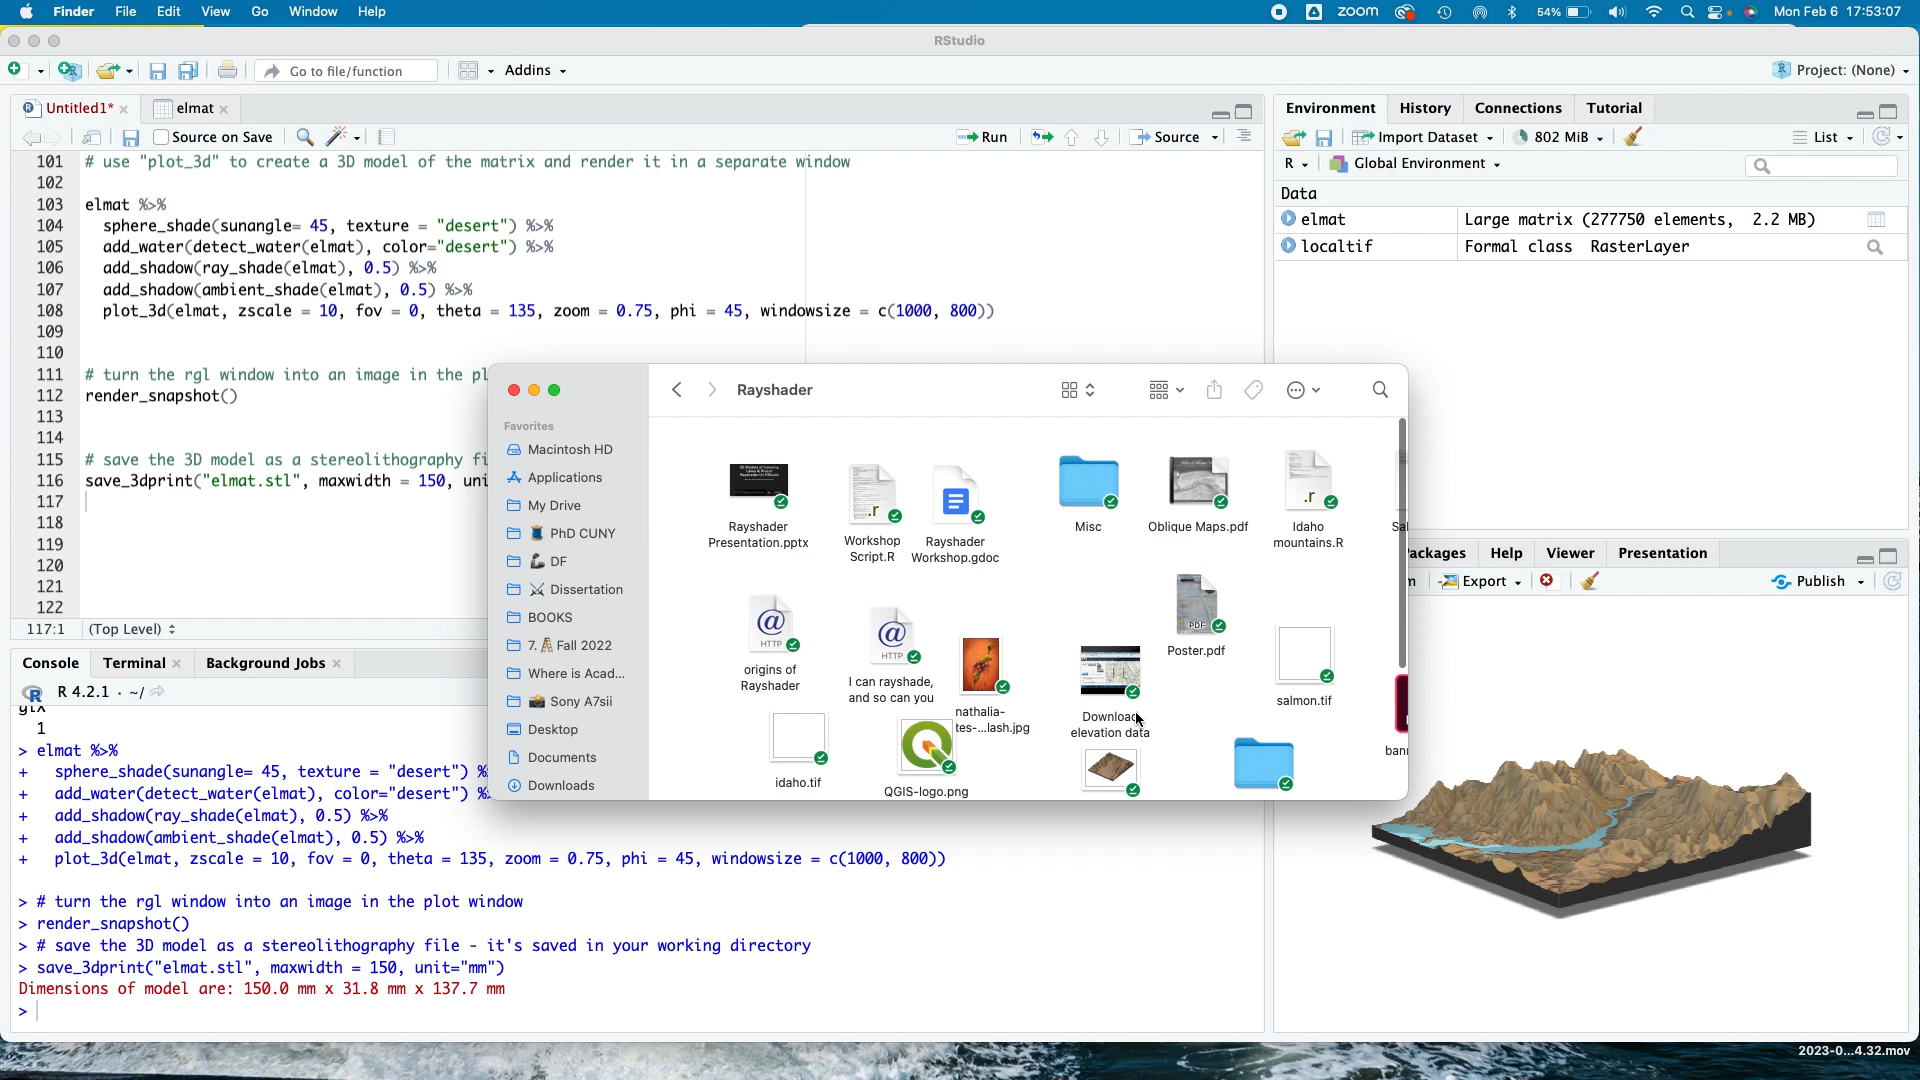 Finder File Edit View Go Window Help
zoom 54% Mon Feb 6 17:53:07
RStudio
Go to file/function Addins Project: (None)
Untitled1* elmat
Source on Save Run Source
101 # use "plot_3d" to create a 3D model of the matrix and render it in a separate window
102
103 elmat %>%
104 sphere_shade(sunangle= 45, texture = "desert") %>%
105 add_water(detect_water(elmat), color="desert") %>%
106 add_shadow(ray_shade(elmat), 0.5) %>%
107 add_shadow(ambient_shade(elmat), 0.5) %>%
108 plot_3d(elmat, zscale = 10, fov = 0, theta = 135, zoom = 0.75, phi = 45, windowsize = c(1000, 800))
109
110
111 # turn the rgl window into an image in the pl
112 render_snapshot()
113
114
115 # save the 3D model as a stereolithography fi
116 save_3dprint("elmat.stl", maxwidth = 150, uni
117
118
119
120
121
122
117:1 (Top Level)
Console Terminal Background Jobs
R 4.2.1 · ~/
1
> elmat %>%
+ sphere_shade(sunangle= 45, texture = "desert") %
+ add_water(detect_water(elmat), color="desert") %
+ add_shadow(ray_shade(elmat), 0.5) %>%
+ add_shadow(ambient_shade(elmat), 0.5) %>%
+ plot_3d(elmat, zscale = 10, fov = 0, theta = 135, zoom = 0.75, phi = 45, windowsize = c(1000, 800))
> # turn the rgl window into an image in the plot window
> render_snapshot()
> # save the 3D model as a stereolithography file - it's saved in your working directory
> save_3dprint("elmat.stl", maxwidth = 150, unit="mm")
Dimensions of model are: 150.0 mm x 31.8 mm x 137.7 mm
>
Rayshader
Favorites
Macintosh HD
Applications
My Drive
PhD CUNY
DF
Dissertation
BOOKS
7. Fall 2022
Where is Acad...
Sony A7sii
Desktop
Documents
Downloads
Rayshader
Presentation.pptx
Workshop
Script.R
Rayshader
Workshop.gdoc
Misc
Oblique Maps.pdf
Idaho
mountains.R
Sal
origins of
Rayshader
I can rayshade,
and so can you
nathalia-
tes-...lash.jpg
Download
elevation data
Poster.pdf
salmon.tif
ban
idaho.tif
QGIS-logo.png
.r
.r
@
HTTP
@
HTTP
PDF
Environment History Connections Tutorial
Import Dataset 802 MiB List
R Global Environment
Data
elmat Large matrix (277750 elements, 2.2 MB)
localtif Formal class RasterLayer
ackages Help Viewer Presentation
m Export Publish
2023-0...4.32.mov